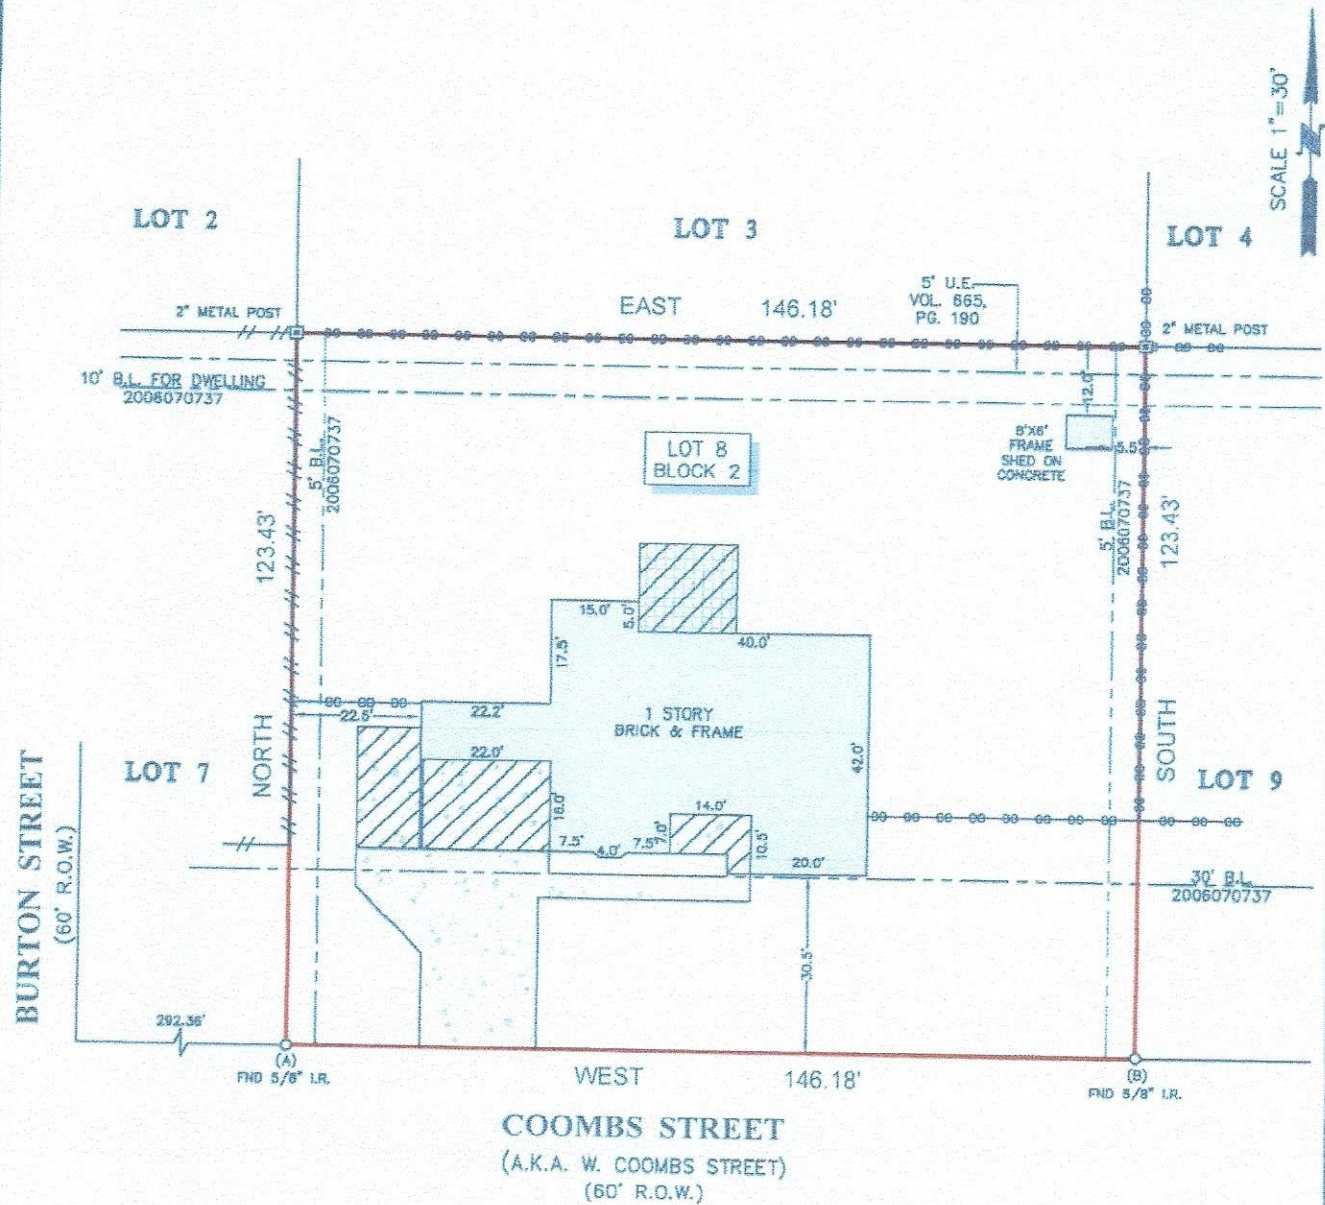 SCALE 1"=30'
LOT 2
LOT 3
LOT 4
2" METAL POST
EAST 146.18'
5' U.E.
VOL. 665,
PG. 190
2" METAL POST
10' B.L. FOR DWELLING
2006070737
5' B.L.
2006070737
12.0'
8'X6'
FRAME
SHED ON
CONCRETE
5.5'
LOT 8
BLOCK 2
5' B.L.
2006070737
123.43'
123.43'
15.0'
5.0'
40.0'
17.5'
22.5'
22.2'
1 STORY
BRICK & FRAME
NORTH
SOUTH
LOT 7
22.0'
42.0'
LOT 9
14.0'
7.5'
4.0'
7.5'
7.0'
10.5'
20.0'
30' B.L.
2006070737
BURTON STREET
(60' R.O.W.)
30.5'
292.36'
(A)
FND 5/8" I.R.
WEST 146.18'
(B)
FND 5/8" I.R.
COOMBS STREET
(A.K.A. W. COOMBS STREET)
(60' R.O.W.)